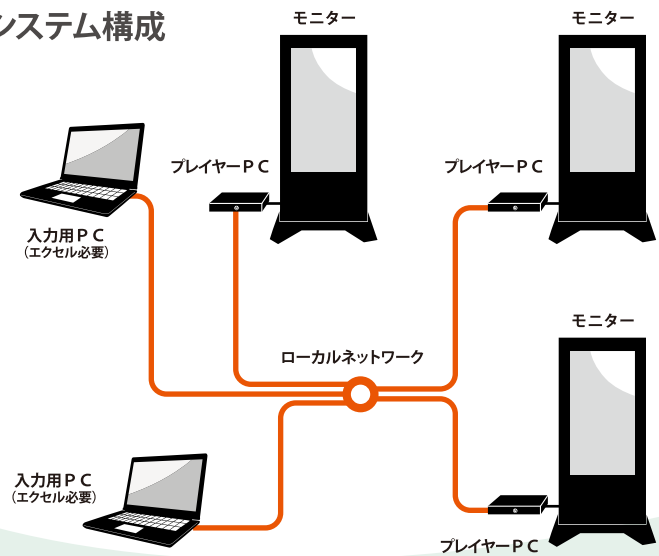 システム構成
モニター
モニター
プレイヤーPC
プレイヤーPC
入力用PC
(エクセル必要)
モニター
ローカルネットワーク
入力用PC
(エクセル必要)
プレイヤーPC